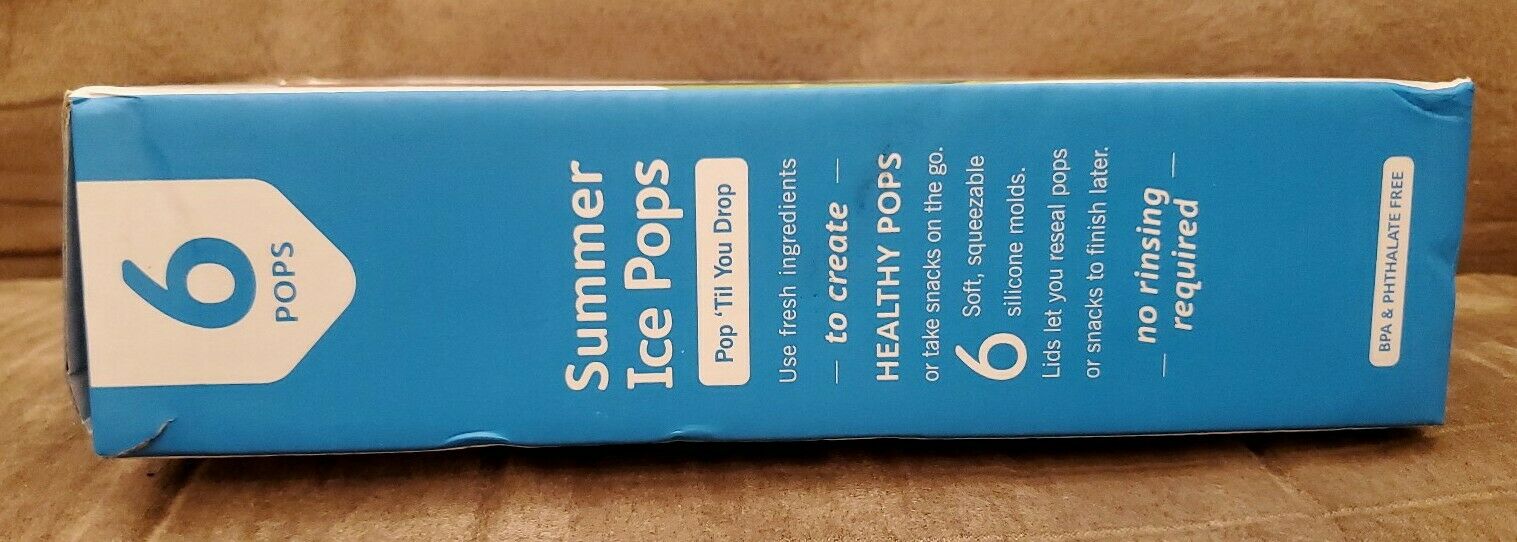 6
POPS
Summer
Ice Pops
Pop ‘Til You Drop
Use fresh ingredients
— to create —
HEALTHY POPS
or take snacks on the go.
6 Soft, squeezable
silicone molds.
Lids let you reseal pops
or snacks to finish later.
— no rinsing —
required
BPA & PHTHALATE FREE